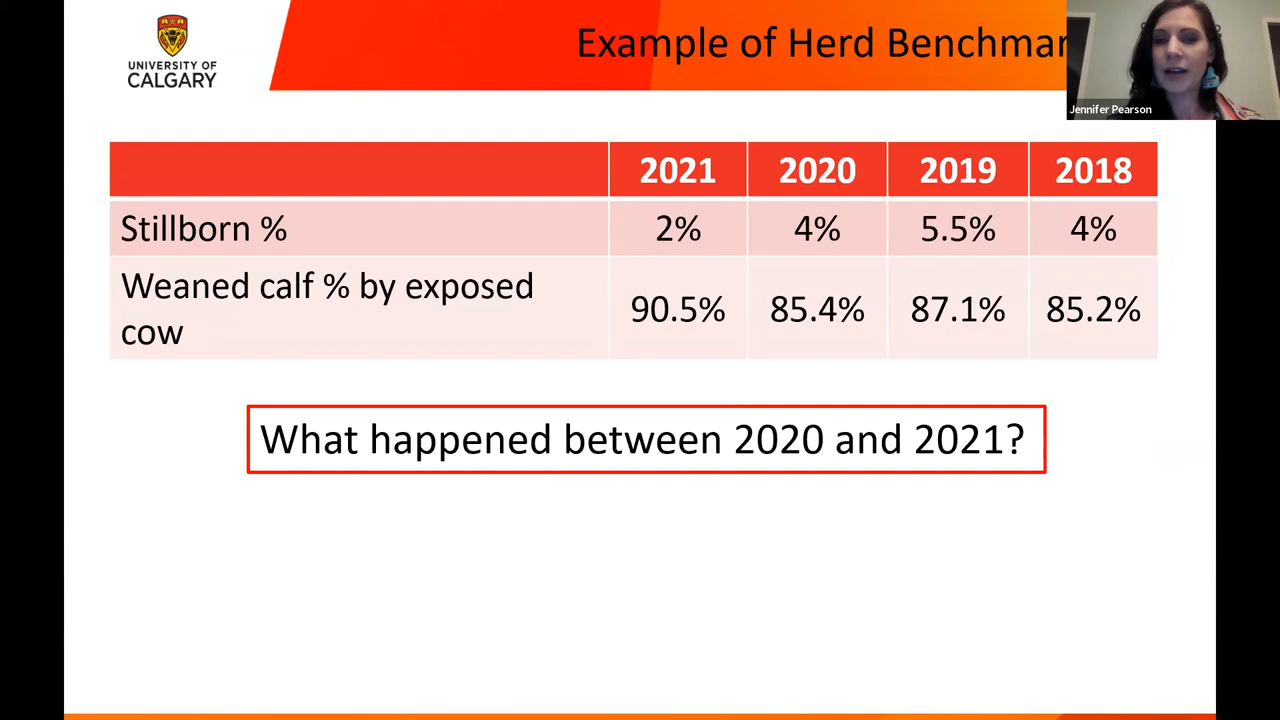 UNIVERSITY OF
CALGARY
Example of Herd Benchmar
Jennifer Pearson
2021 2020 2019 2018
Stillborn % 2% 4% 5.5% 4%
Weaned calf % by exposed
cow 90.5% 85.4% 87.1% 85.2%
What happened between 2020 and 2021?